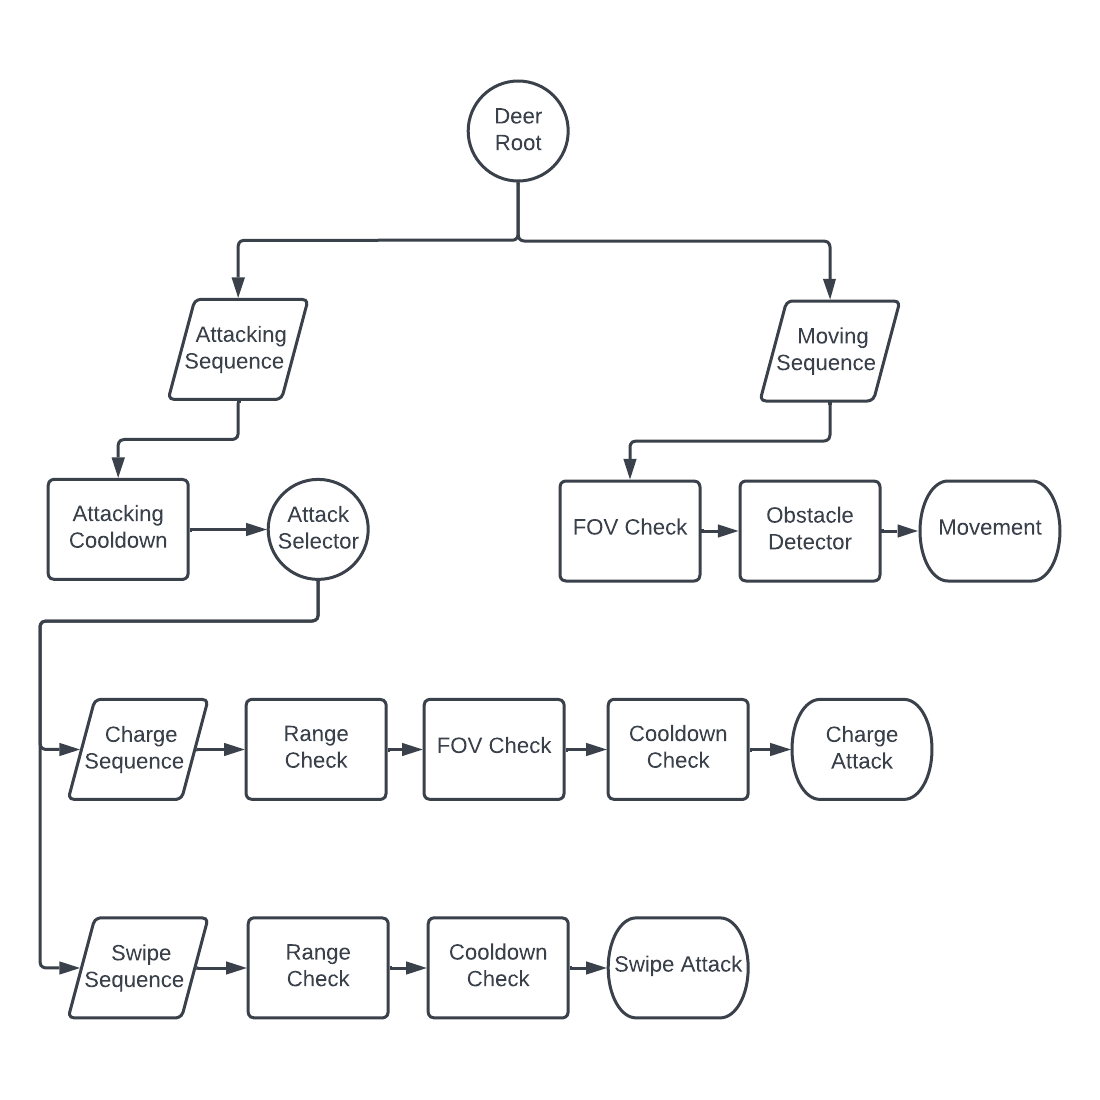 Deer
Root
Attacking
Sequence
Moving
Sequence
Attacking
Cooldown
Attack
Selector
FOV Check
Obstacle
Detector
Movement
Charge
Sequence
Range
Check
FOV Check
Cooldown
Check
Charge
Attack
Swipe
Sequence
Range
Check
Cooldown
Check
Swipe Attack